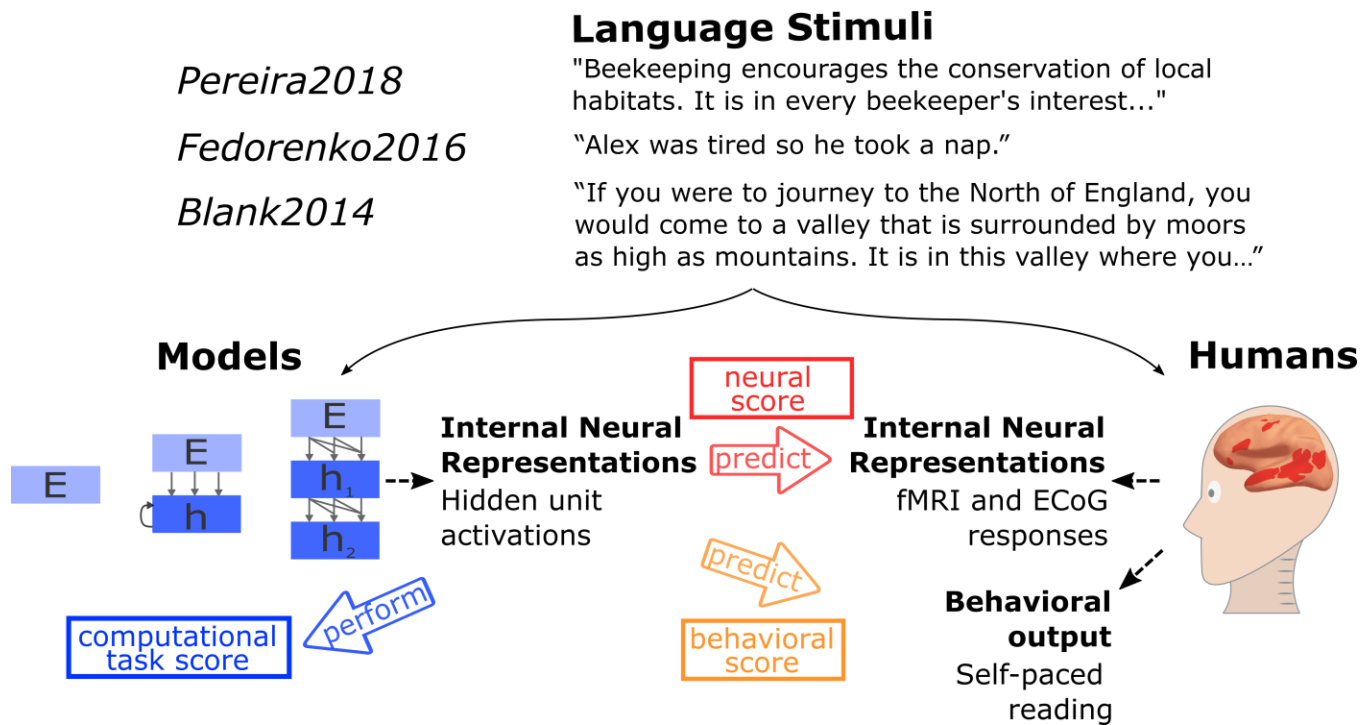 Language Stimuli
Pereira2018
"Beekeeping encourages the conservation of local
habitats. It is in every beekeeper's interest..."
Fedorenko2016
“Alex was tired so he took a nap.”
Blank2014
“If you were to journey to the North of England, you
would come to a valley that is surrounded by moors
as high as mountains. It is in this valley where you…”
Models
Humans
E
E
h
E
h₁
h₂
Internal Neural
Representations
Hidden unit
activations
neural
score
predict
Internal Neural
Representations
fMRI and ECoG
responses
perform
computational
task score
predict
behavioral
score
Behavioral
output
Self-paced
reading